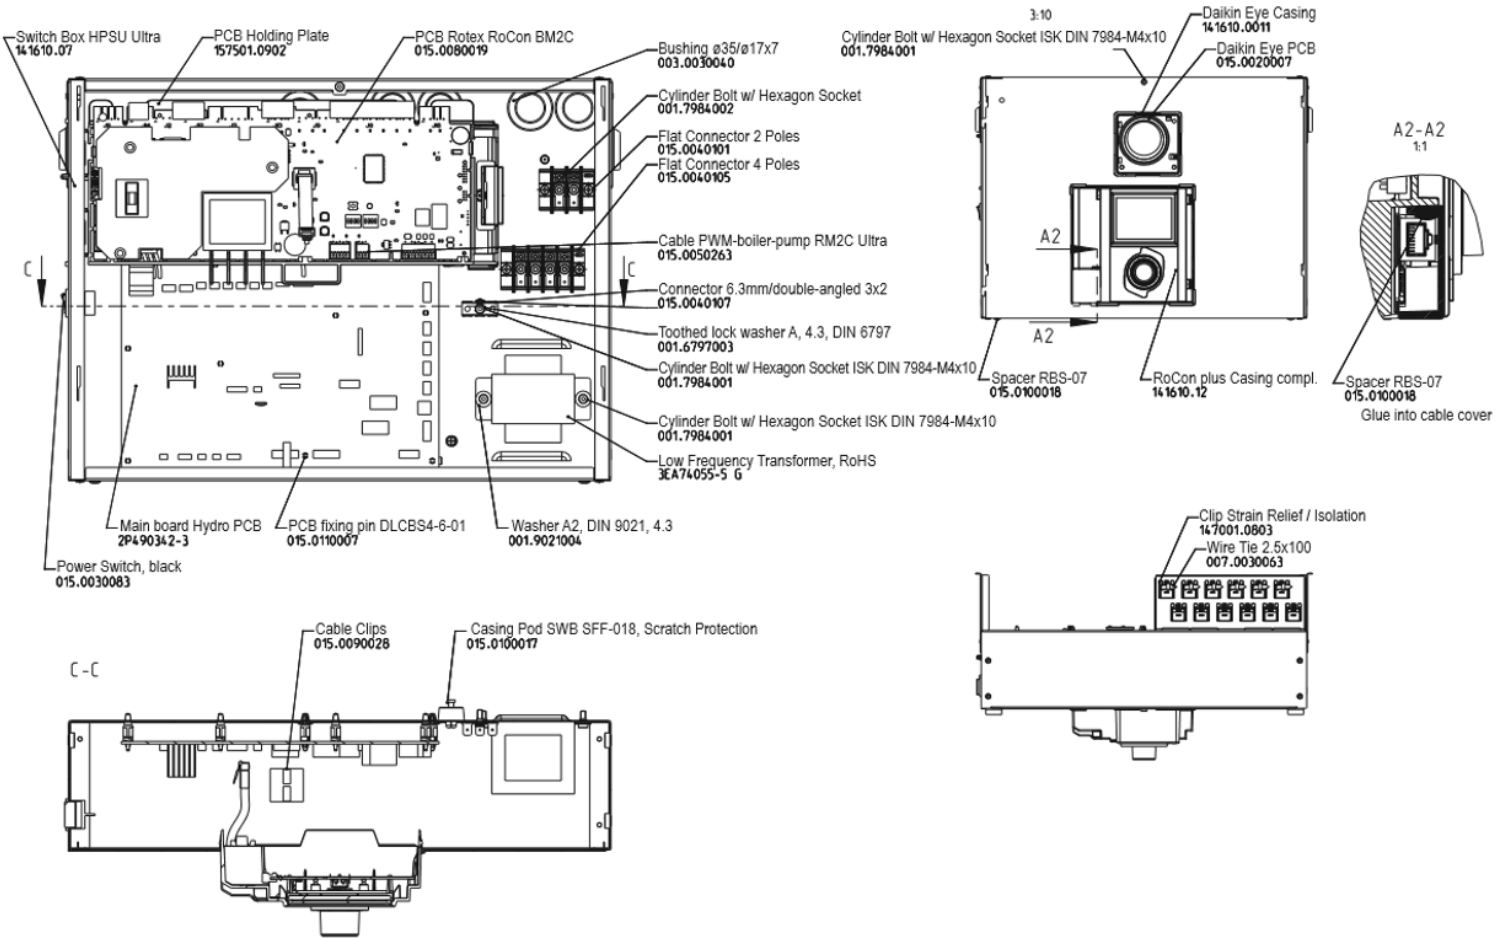 Switch Box HPSU Ultra
141610.07
PCB Holding Plate
157501.0902
PCB Rotex RoCon BM2C
015.0080019
Bushing ø35/ø17x7
003.0030040
Cylinder Bolt w/ Hexagon Socket
001.7984002
Flat Connector 2 Poles
015.0040101
Flat Connector 4 Poles
015.0040105
Cable PWM-boiler-pump RM2C Ultra
015.0050263
Connector 6.3mm/double-angled 3x2
015.0040107
Toothed lock washer A, 4.3, DIN 6797
001.6797003
Cylinder Bolt w/ Hexagon Socket ISK DIN 7984-M4x10
001.7984001
Cylinder Bolt w/ Hexagon Socket ISK DIN 7984-M4x10
001.7984001
Low Frequency Transformer, RoHS
3EA74055-5 G
C
C
Main board Hydro PCB
2P490342-3
PCB fixing pin DLCBS4-6-01
015.0110007
Washer A2, DIN 9021, 4.3
001.9021004
Power Switch, black
015.0030083
3:10
Cylinder Bolt w/ Hexagon Socket ISK DIN 7984-M4x10
001.7984001
Daikin Eye Casing
141610.0011
Daikin Eye PCB
015.0020007
A2
A2
Spacer RBS-07
015.0100018
RoCon plus Casing compl.
141610.12
A2-A2
1:1
Spacer RBS-07
015.0100018
Glue into cable cover
Clip Strain Relief / Isolation
147001.0803
Wire Tie 2.5x100
007.0030063
Cable Clips
015.0090028
Casing Pod SWB SFF-018, Scratch Protection
015.0100017
C-C